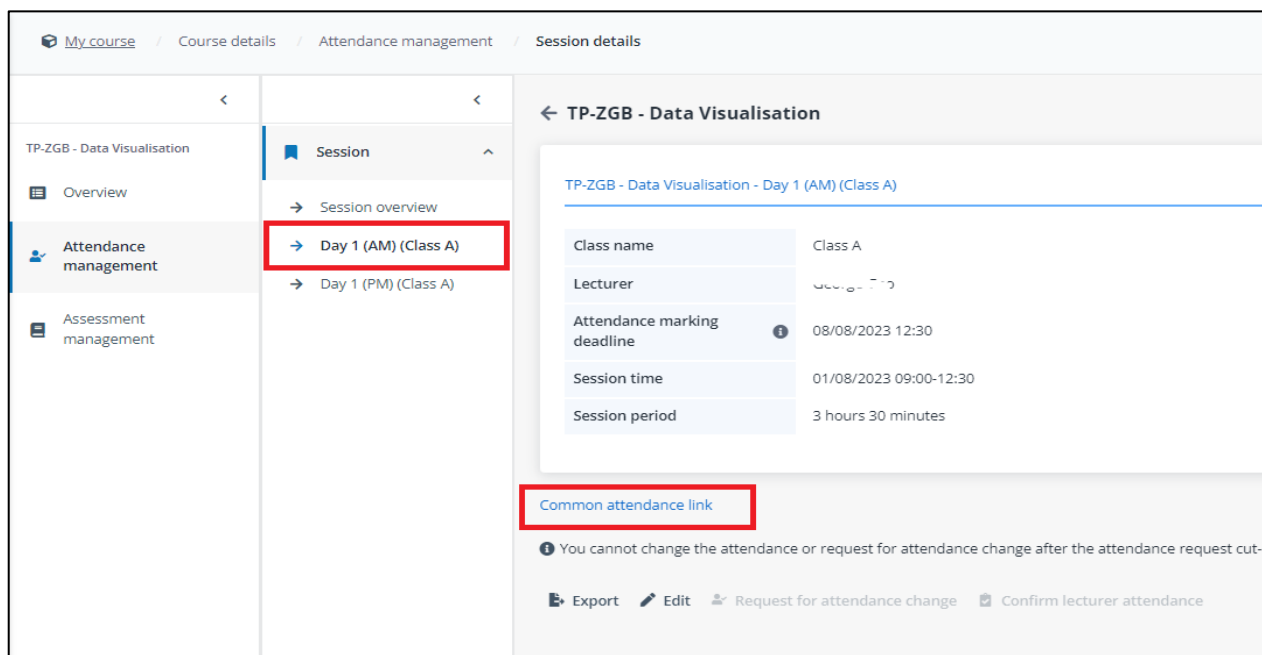 My course / Course details / Attendance management / Session details
TP-ZGB - Data Visualisation
Overview
Attendance
management
Assessment
management
Session
Session overview
Day 1 (AM) (Class A)
Day 1 (PM) (Class A)
TP-ZGB - Data Visualisation
TP-ZGB - Data Visualisation - Day 1 (AM) (Class A)
Class name Class A
Lecturer
Attendance marking
deadline 08/08/2023 12:30
Session time 01/08/2023 09:00-12:30
Session period 3 hours 30 minutes
Common attendance link
You cannot change the attendance or request for attendance change after the attendance request cut-
Export Edit Request for attendance change Confirm lecturer attendance